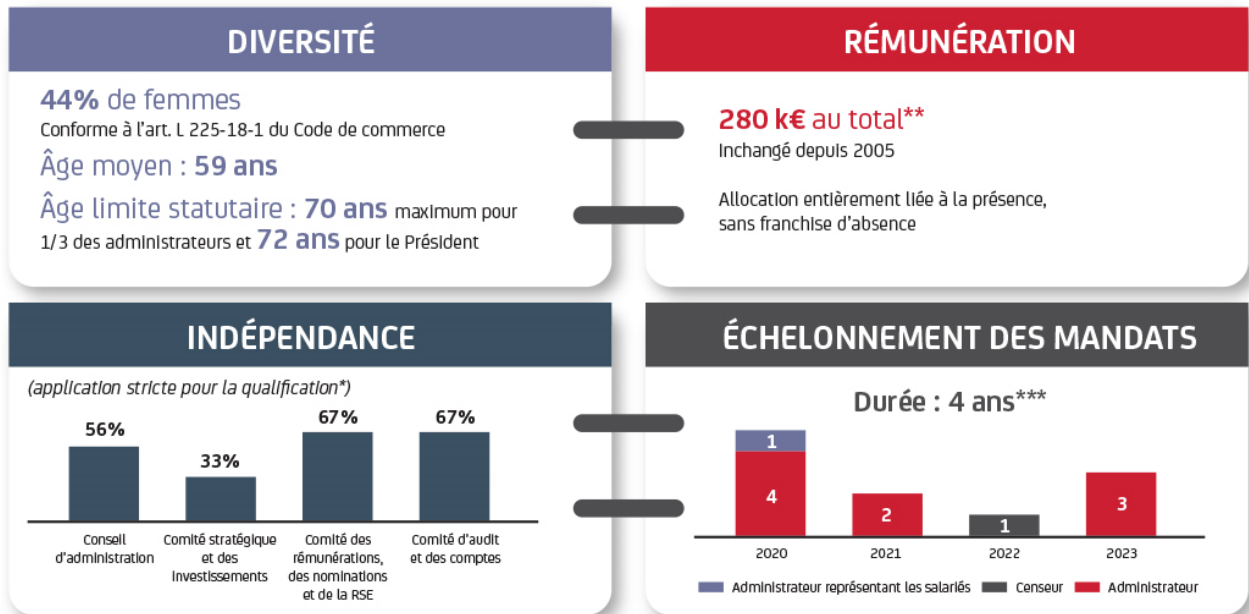 DIVERSITÉ
44% de femmes
Conforme à l'art. L 225-18-1 du Code de commerce
Âge moyen : 59 ans
Âge limite statutaire : 70 ans maximum pour
1/3 des administrateurs et 72 ans pour le Président
RÉMUNÉRATION
280 k€ au total**
Inchangé depuis 2005
Allocation entièrement liée à la présence,
sans franchise d'absence
INDÉPENDANCE
(application stricte pour la qualification*)
56%
33%
67%
67%
Conseil
d'administration
Comité stratégique
et des
Investissements
Comité des
rémunérations,
des nominations
et de la RSE
Comité d'audit
et des comptes
ÉCHELONNEMENT DES MANDATS
Durée : 4 ans***
1
4
2
1
3
2020
2021
2022
2023
Administrateur représentant les salariés
Censeur
Administrateur